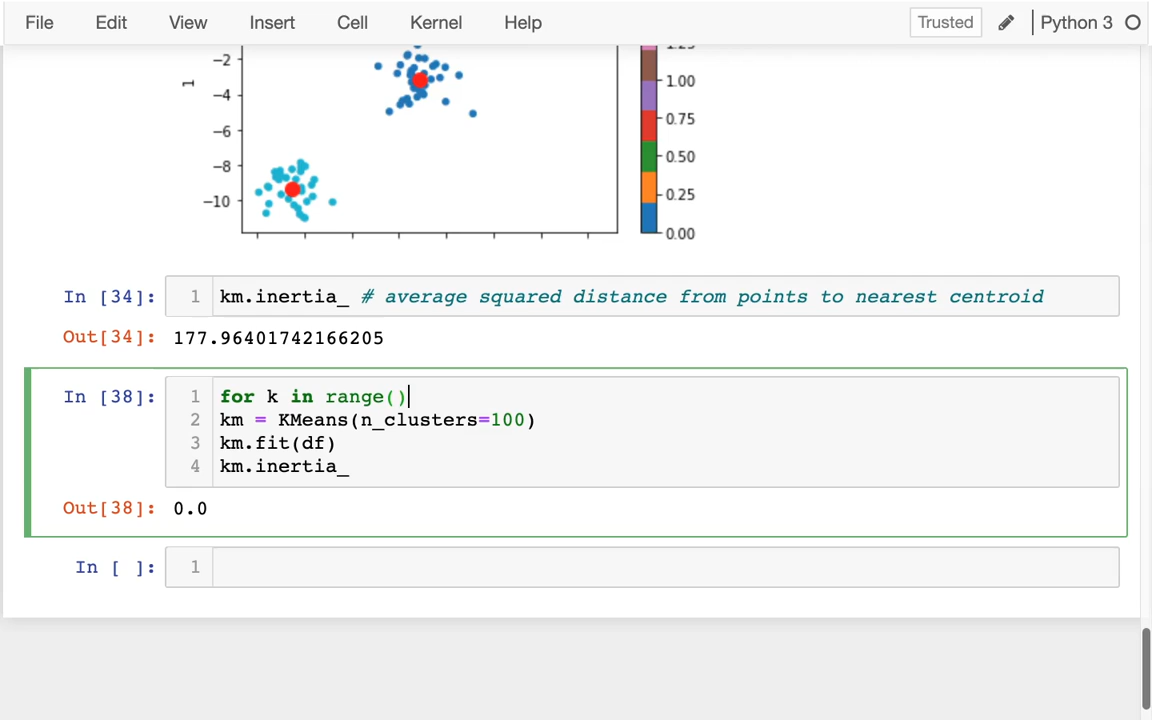 File Edit View Insert Cell Kernel Help Trusted Python 3
−2
−4
−6
−8
−10
1
1.00
0.75
0.50
0.25
0.00
In [34]: 1 km.inertia_ # average squared distance from points to nearest centroid
Out[34]: 177.96401742166205
In [38]: 1 for k in range()
2 km = KMeans(n_clusters=100)
3 km.fit(df)
4 km.inertia_
Out[38]: 0.0
In [ ]: 1